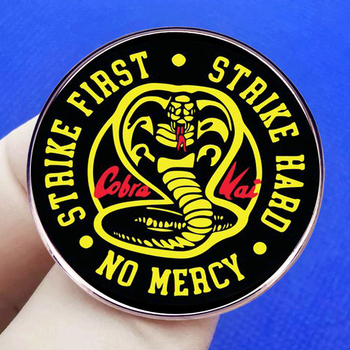 STRIKE FIRST • STRIKE HARD • NO MERCY •
Cobra Kai